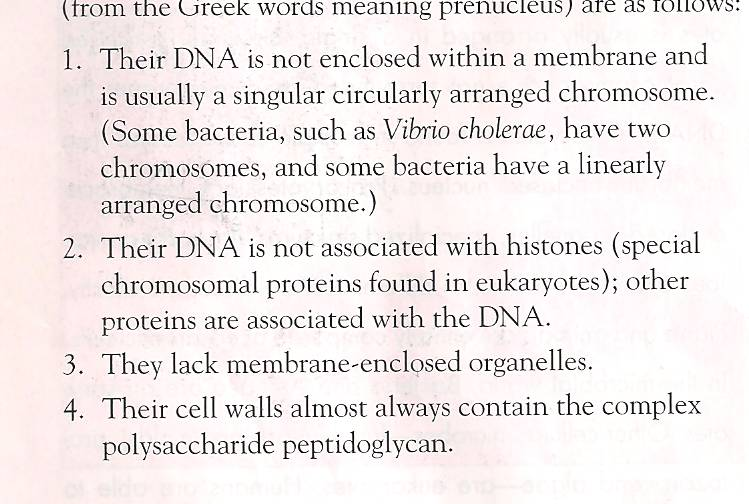 (from the Greek words meaning prenucleus) are as follows:
1. Their DNA is not enclosed within a membrane and
is usually a singular circularly arranged chromosome.
(Some bacteria, such as Vibrio cholerae, have two
chromosomes, and some bacteria have a linearly
arranged chromosome.)
2. Their DNA is not associated with histones (special
chromosomal proteins found in eukaryotes); other
proteins are associated with the DNA.
3. They lack membrane-enclosed organelles.
4. Their cell walls almost always contain the complex
polysaccharide peptidoglycan.